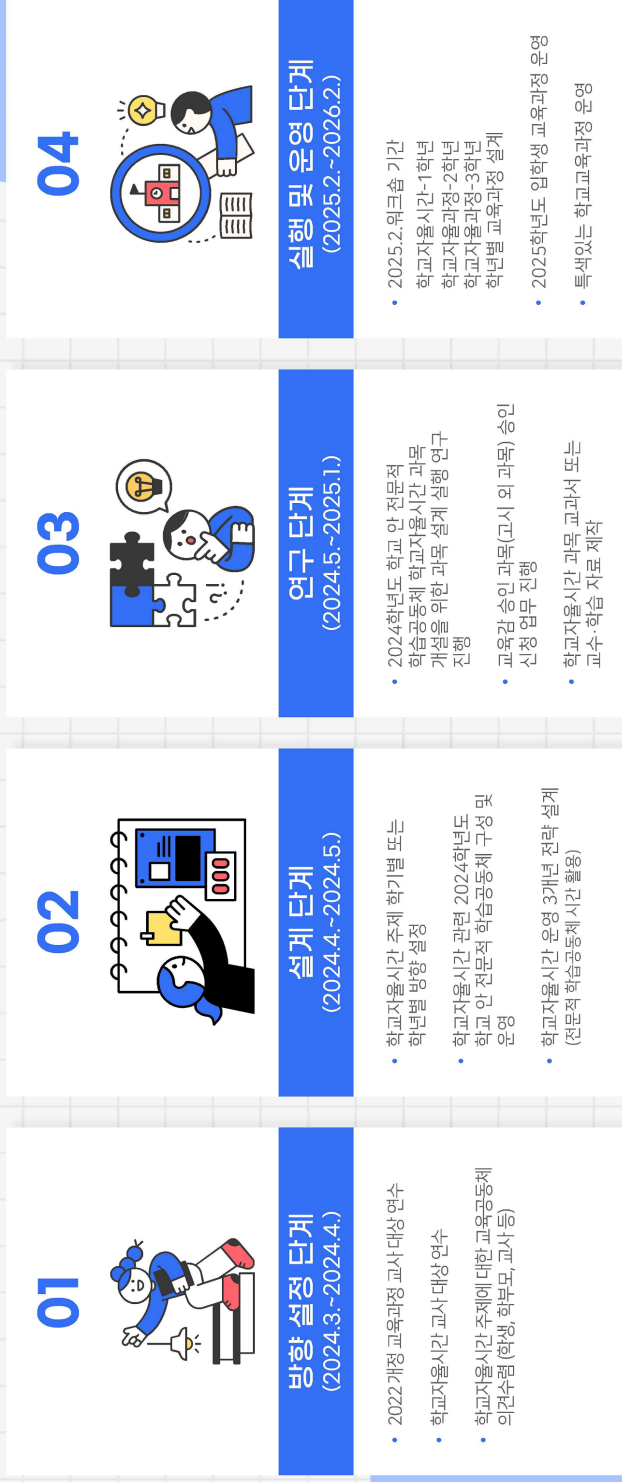 01
방향 설정 단계
(2024.3.~2024.4.)
• 2022 개정 교육과정 교사 대상 연수
• 학교자율시간 교사 대상 연수
• 학교자율시간 주제에 대한 교육공동체
의견수렴 (학생, 학부모, 교사 등)
02
설계 단계
(2024.4.~2024.5.)
• 학교자율시간 주제 학기별 또는
학년별 방향 설정
• 학교자율시간 관련 2024학년도
학교 안 전문적 학습공동체 구성 및
운영
• 학교자율시간 운영 3개년 전략 설계
(전문적 학습공동체 시간 활용)
03
연구 단계
(2024.5.~2025.1.)
• 2024학년도 학교 안 전문적
학습공동체 학교자율시간 과목
개설을 위한 과목 설계 실행 연구
진행
• 교육감 승인 과목(고시 외 과목) 승인
신청 업무 진행
• 학교자율시간 과목 교과서 또는
교수·학습 자료 제작
04
실행 및 운영 단계
(2025.2.~2026.2.)
• 2025.2.워크숍 기간
학교자율시간-1학년
학교자율과정-2학년
학교자율과정-3학년
학년별 교육과정 설계
• 2025학년도 입학생 교육과정 운영
• 특색있는 학교교육과정 운영